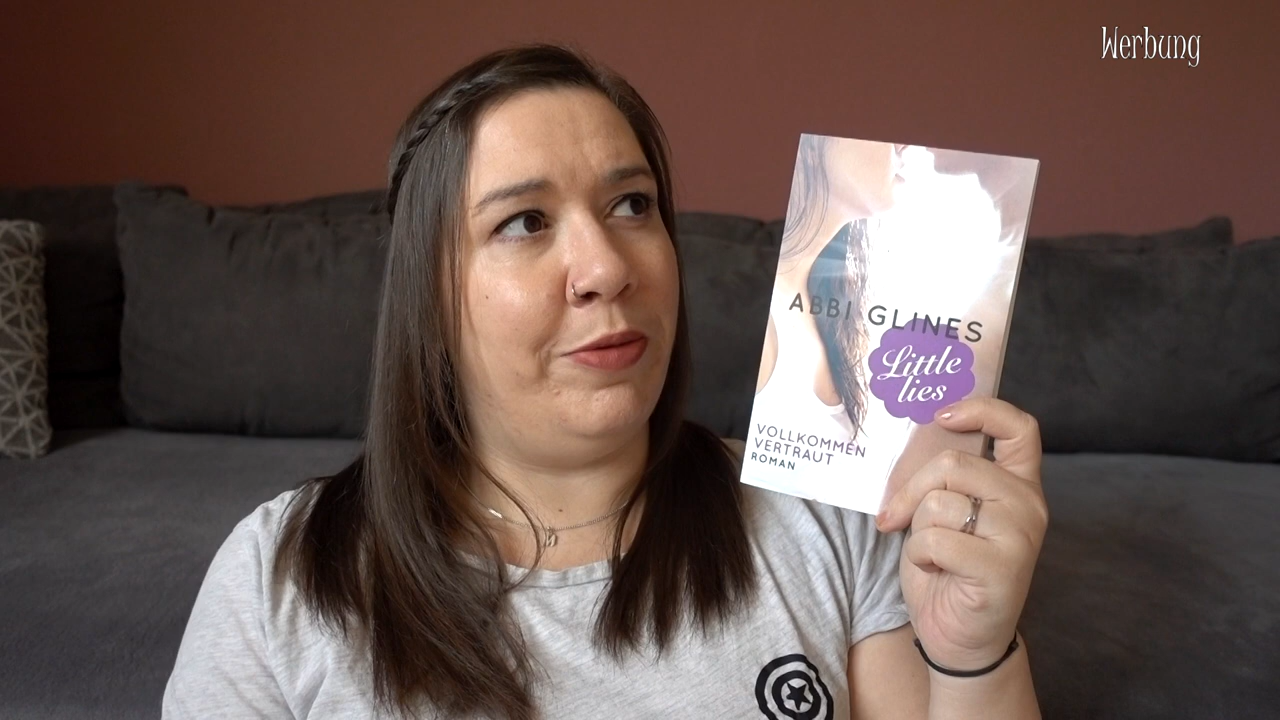 Werbung
ABBI GLINES
Little
lies
VOLLKOMMEN
VERTRAUT
ROMAN